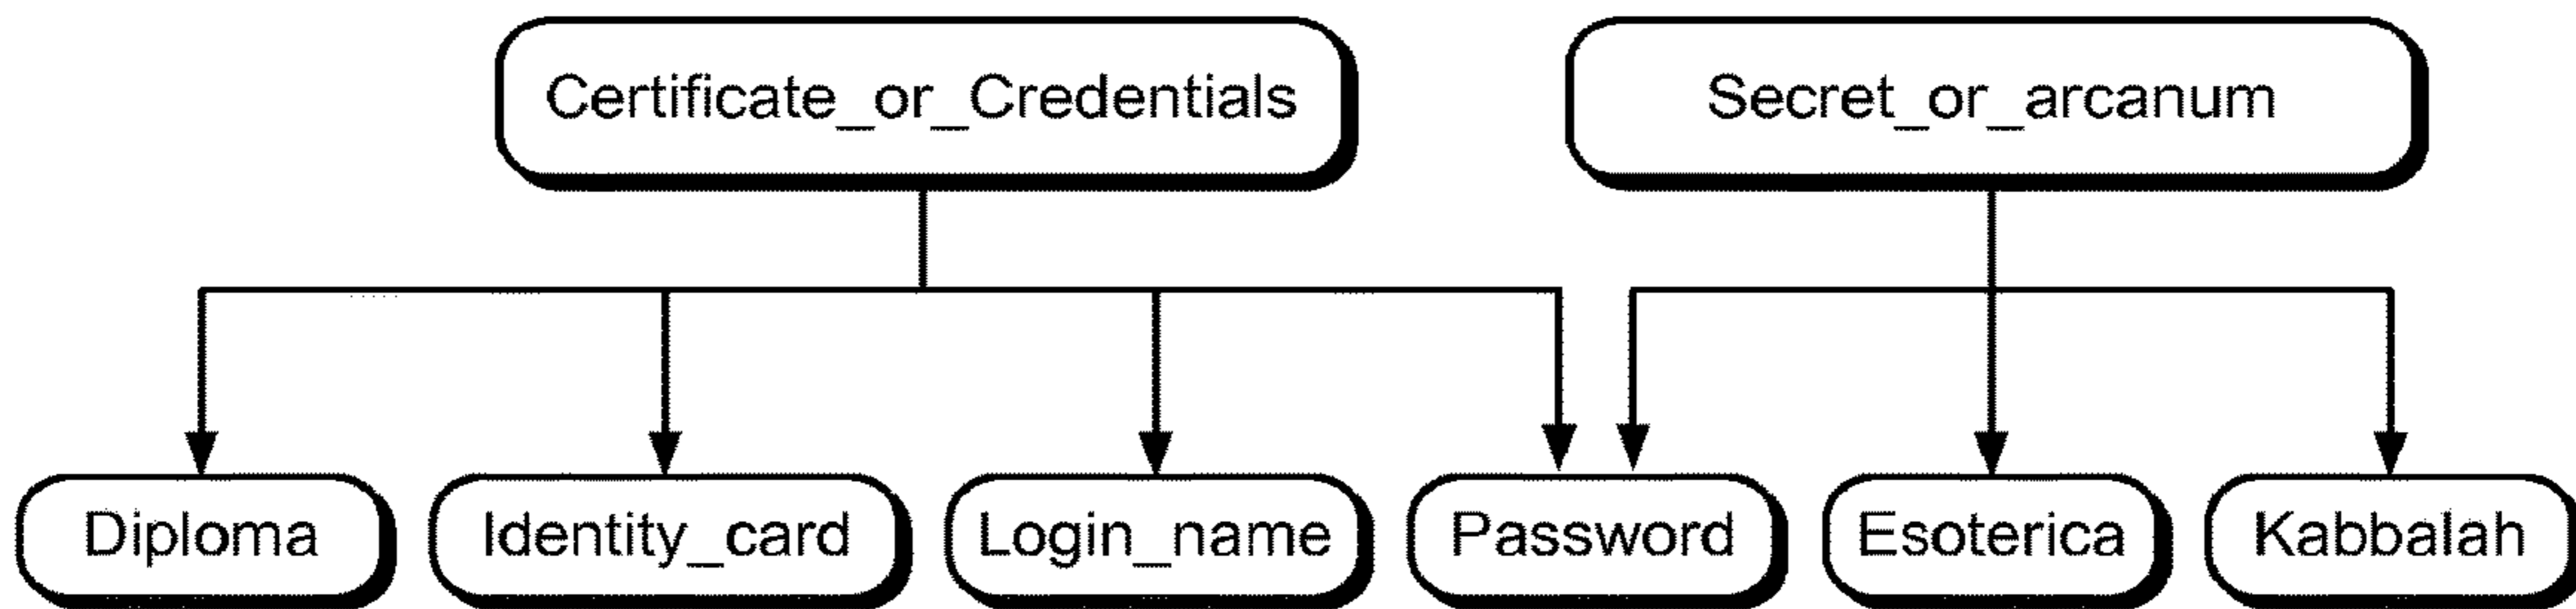 Certificate_or_Credentials
Secret_or_arcanum
Diploma
Identity_card
Login_name
Password
Esoterica
Kabbalah